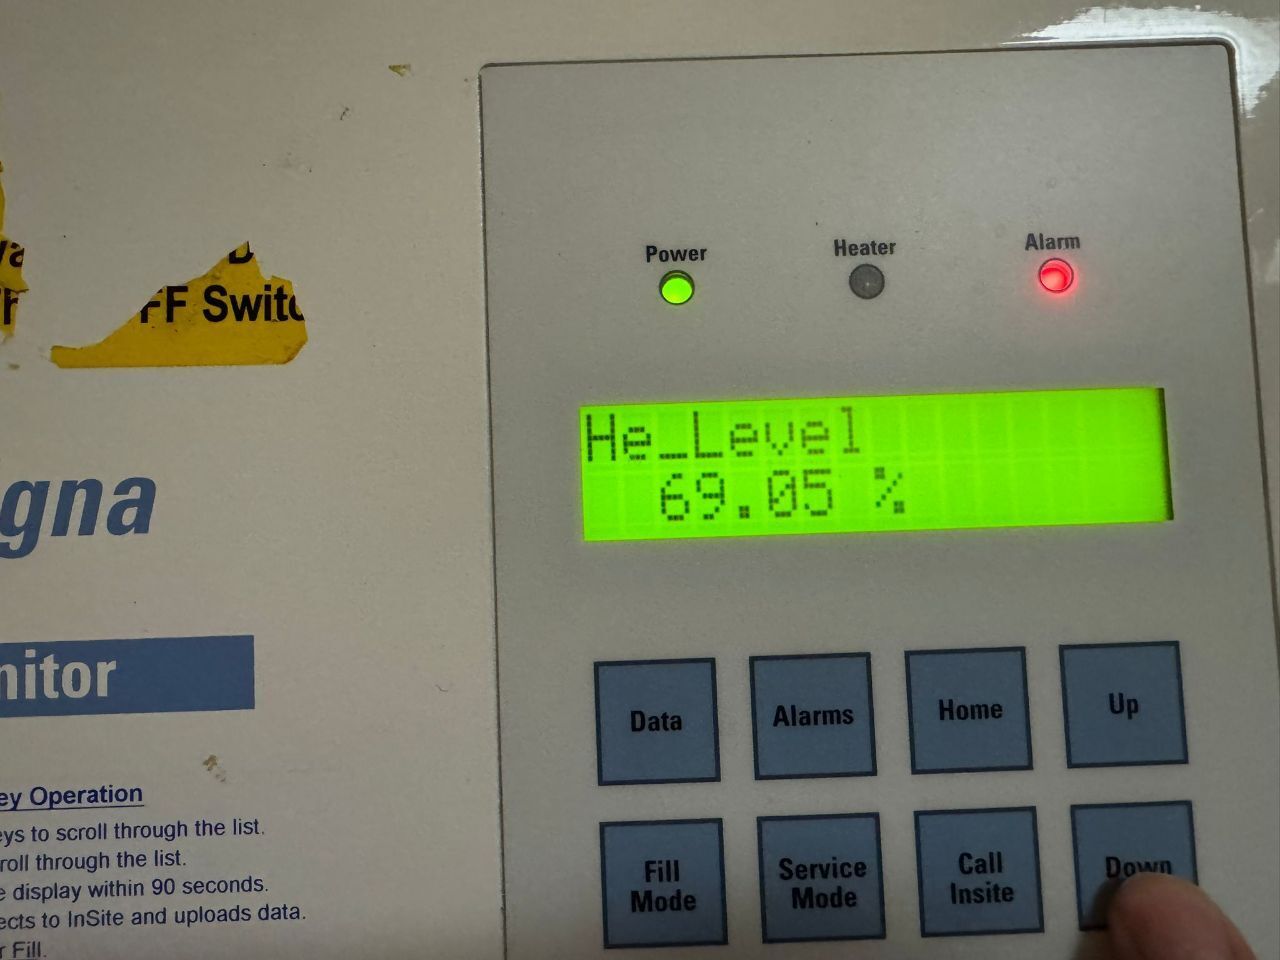 FF Switc
gna
nitor
ey Operation
eys to scroll through the list.
roll through the list.
e display within 90 seconds.
ects to InSite and uploads data.
r Fill.
Power
Heater
Alarm
He_Level
69.05 %
Data
Alarms
Home
Up
Fill
Mode
Service
Mode
Call
Insite
Down